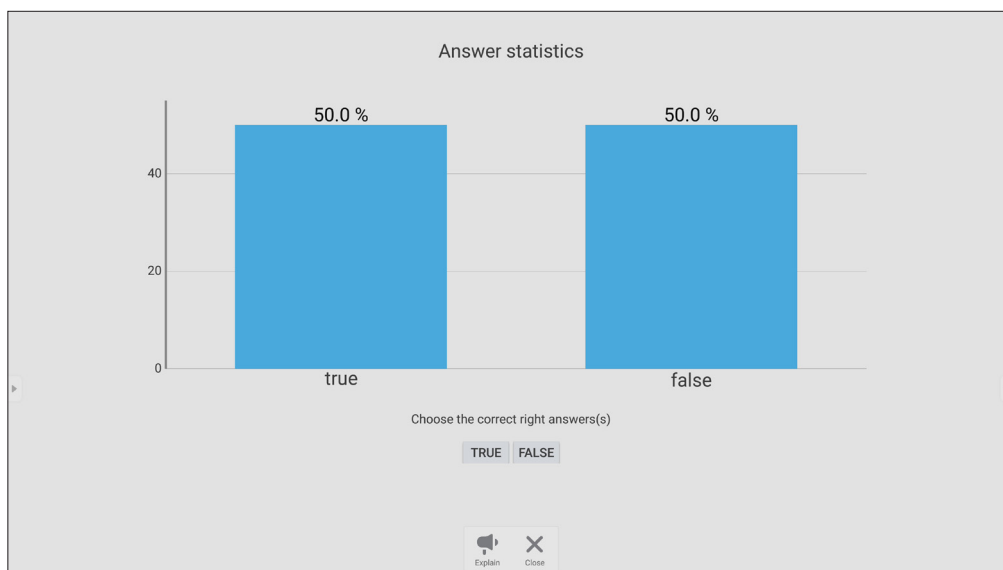 Answer statistics
50.0 % 50.0 %
40
20
0
true false
Choose the correct right answers(s)
TRUE FALSE
Explain Close